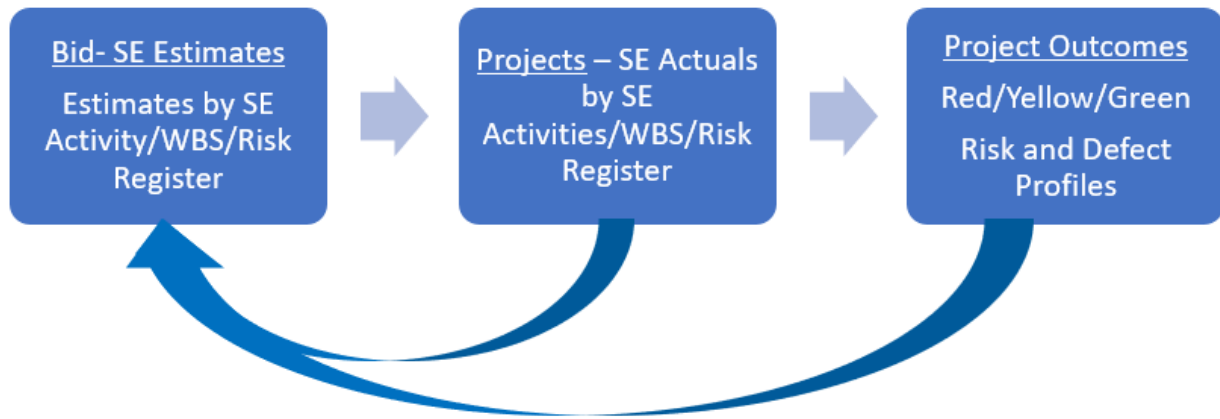 Bid- SE Estimates
Estimates by SE
Activity/WBS/Risk
Register
Projects – SE Actuals
by SE
Activities/WBS/Risk
Register
Project Outcomes
Red/Yellow/Green
Risk and Defect
Profiles